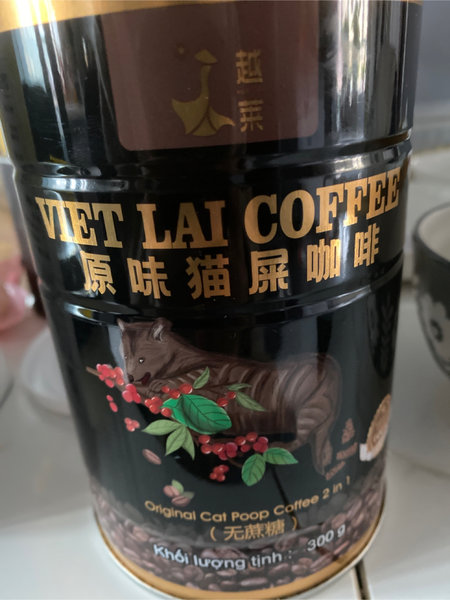 越莱
VIET LAI COFFEE
原味猫屎咖啡
Original Cat Poop Coffee 2 in 1
（无蔗糖）
Khối lượng tịnh : 300 g